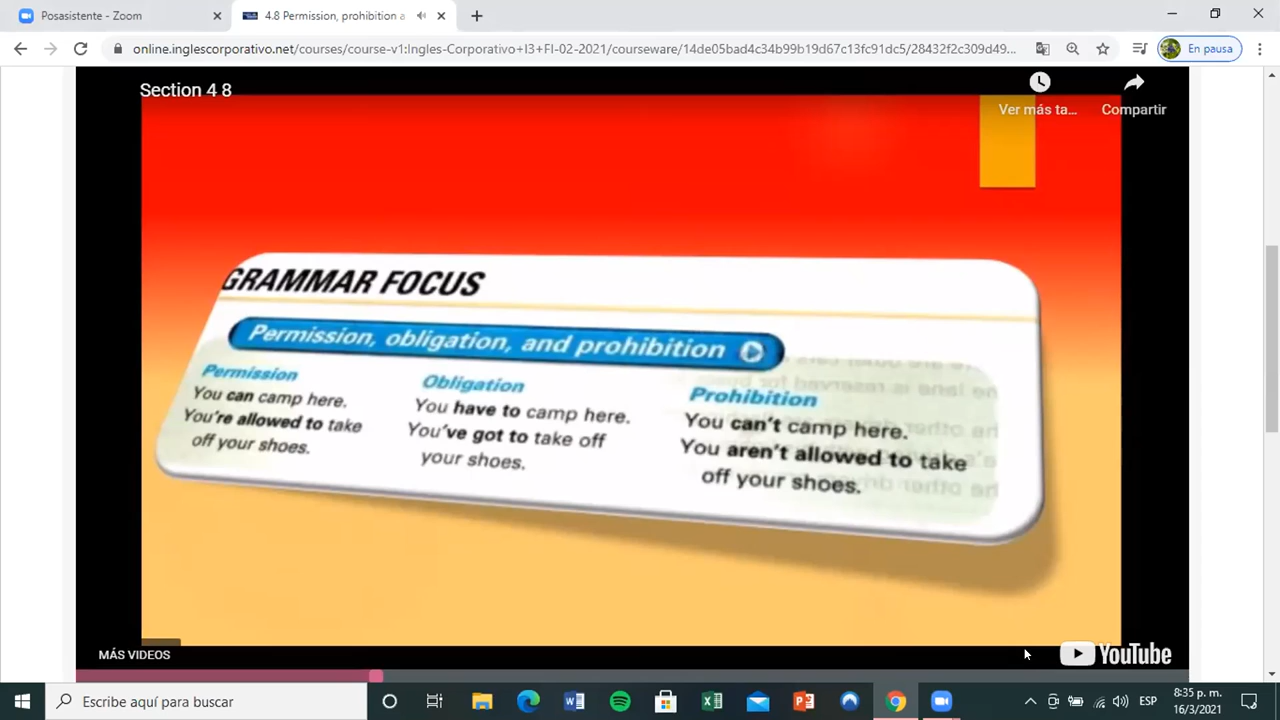 Posasistente - Zoom
4.8 Permission, prohibition a
online.inglescorporativo.net/courses/course-v1:Ingles-Corporativo+I3+FI-02-2021/courseware/14de05bad4c34b99b19d67c13fc91dc5/28432f2c309d49...
En pausa
Section 4 8
Ver más ta...
Compartir
GRAMMAR FOCUS
Permission, obligation, and prohibition
Permission
You can camp here.
You're allowed to take
off your shoes.
Obligation
You have to camp here.
You've got to take off
your shoes.
Prohibition
You can't camp here.
You aren't allowed to take
off your shoes.
MÁS VIDEOS
YouTube
Escribe aquí para buscar
ESP
8:35 p. m.
16/3/2021